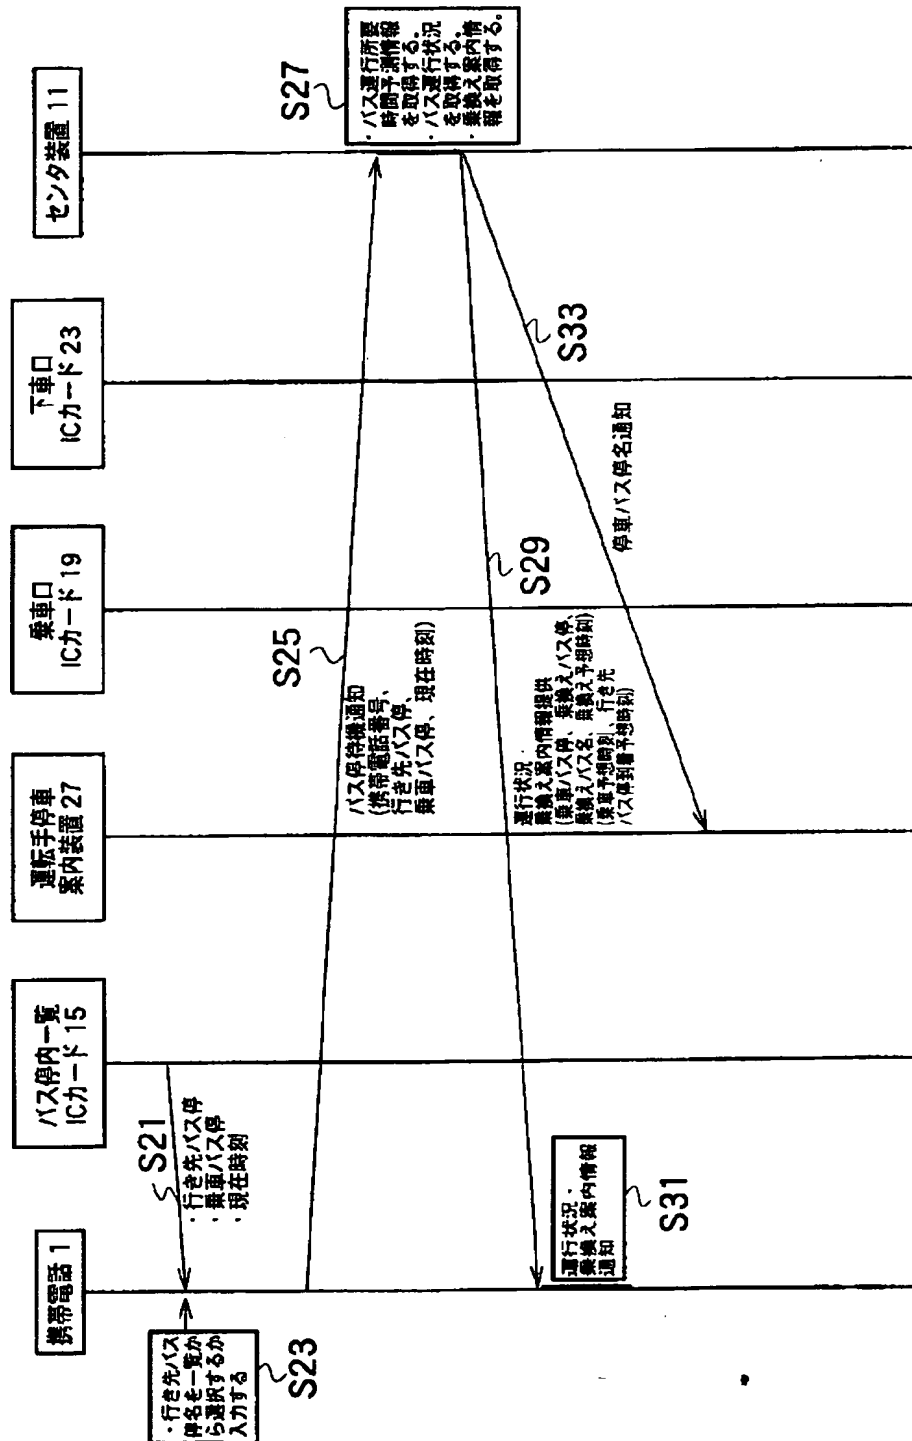 携帯電話 1
バス停内一覧
ICカード 15
運転手停車
案内装置 27
乗車口
ICカード 19
下車口
ICカード 23
センタ装置 11
S21
・行き先バス停
・乗車バス停
・現在時刻
・行き先バス
停名を一覧か
ら選択するか
入力する
S23
S25
バス停待機通知
(携帯電話番号、
行き先バス停、
乗車バス停、現在時刻)
・バス運行所要
時間予測情報
を取得する。
・バス運行状況
を取得する。
・乗換え案内情
報を取得する。
S27
S29
運行状況
乗換え案内情報提供
(乗車バス停、乗換えバス停、
乗換えバス名、乗換え予想時刻)
(乗車予想時刻、行き先
バス停到着予想時刻)
運行状況・
乗換え案内情報
通知
S31
S33
停車バス停名通知